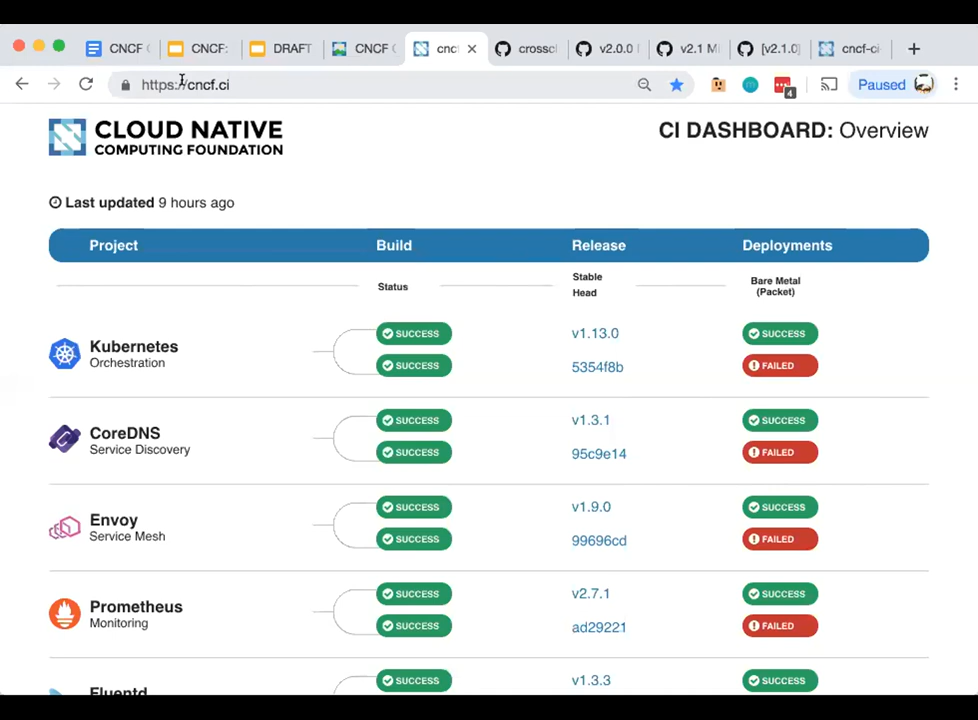 CNCF
CNCF:
DRAFT
CNCF
cncf
crossc
v2.0.0
v2.1 M
[v2.1.0]
cncf-ci
https://cncf.ci
4
Paused
CLOUD NATIVE
COMPUTING FOUNDATION
CI DASHBOARD: Overview
Last updated 9 hours ago
Project Build Release Deployments
Status
Stable
Head
Bare Metal
(Packet)
Kubernetes
Orchestration
SUCCESS v1.13.0 SUCCESS
SUCCESS 5354f8b FAILED
CoreDNS
Service Discovery
SUCCESS v1.3.1 SUCCESS
SUCCESS 95c9e14 FAILED
Envoy
Service Mesh
SUCCESS v1.9.0 SUCCESS
SUCCESS 99696cd FAILED
Prometheus
Monitoring
SUCCESS v2.7.1 SUCCESS
SUCCESS ad29221 FAILED
Fluentd
SUCCESS v1.3.3 SUCCESS